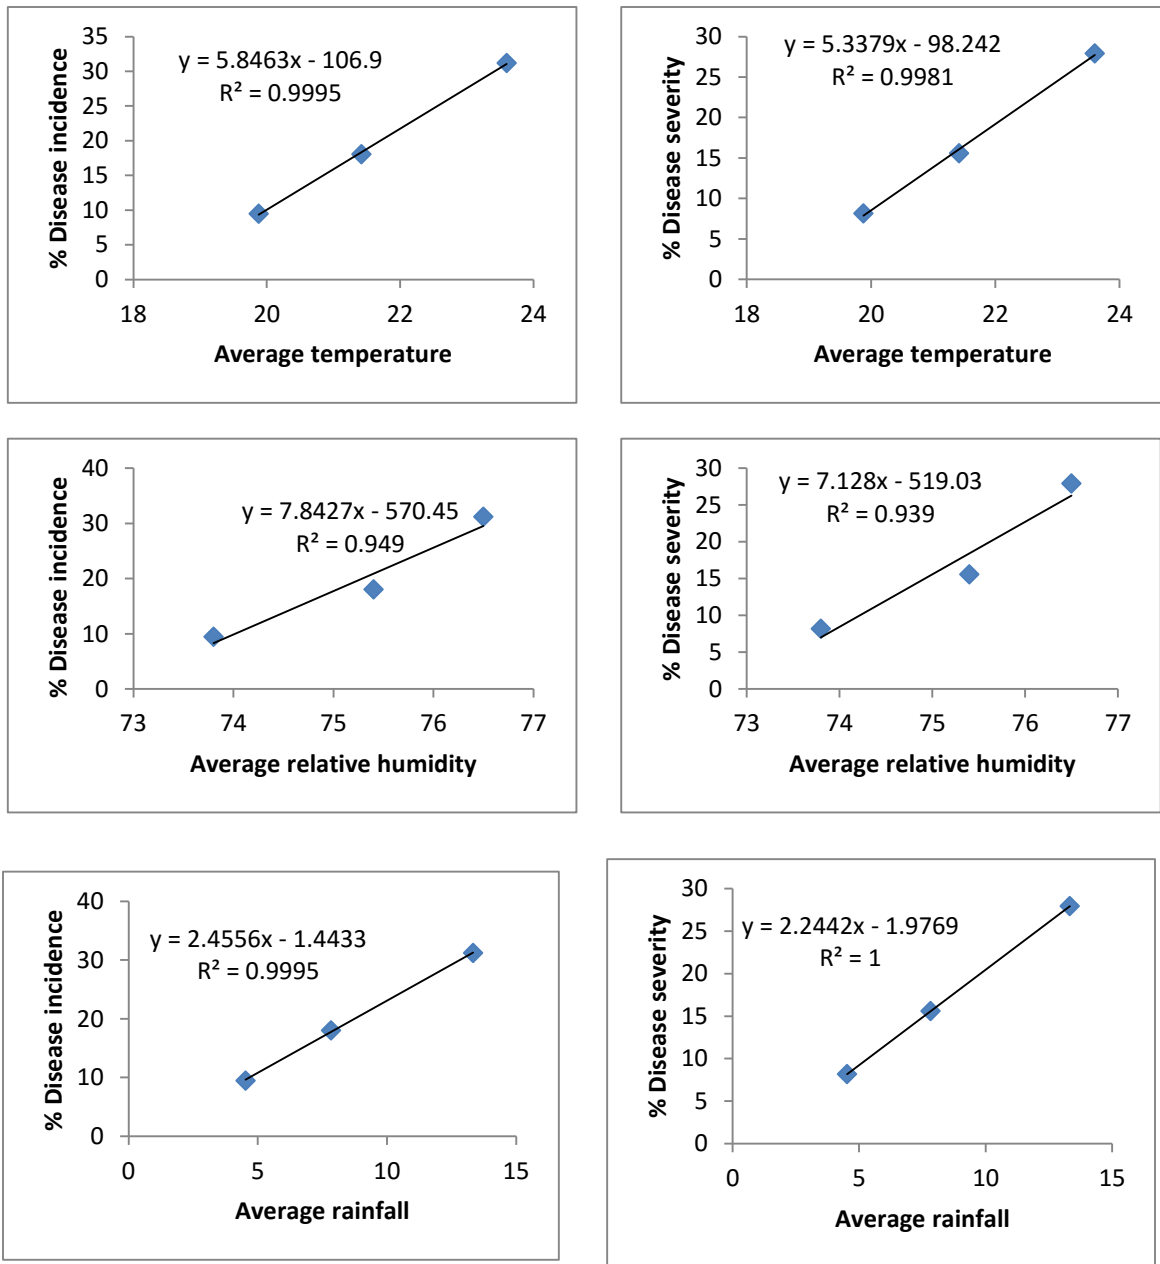 35
30
25
20
15
10
5
0
% Disease incidence
y = 5.8463x - 106.9
R² = 0.9995
18 20 22 24
Average temperature
30
25
20
15
10
5
0
% Disease severity
y = 5.3379x - 98.242
R² = 0.9981
18 20 22 24
Average temperature
40
30
20
10
0
% Disease incidence
y = 7.8427x - 570.45
R² = 0.949
73 74 75 76 77
Average relative humidity
30
25
20
15
10
5
0
% Disease severity
y = 7.128x - 519.03
R² = 0.939
73 74 75 76 77
Average relative humidity
40
30
20
10
0
% Disease incidence
y = 2.4556x - 1.4433
R² = 0.9995
0 5 10 15
Average rainfall
30
25
20
15
10
5
0
% Disease severity
y = 2.2442x - 1.9769
R² = 1
0 5 10 15
Average rainfall